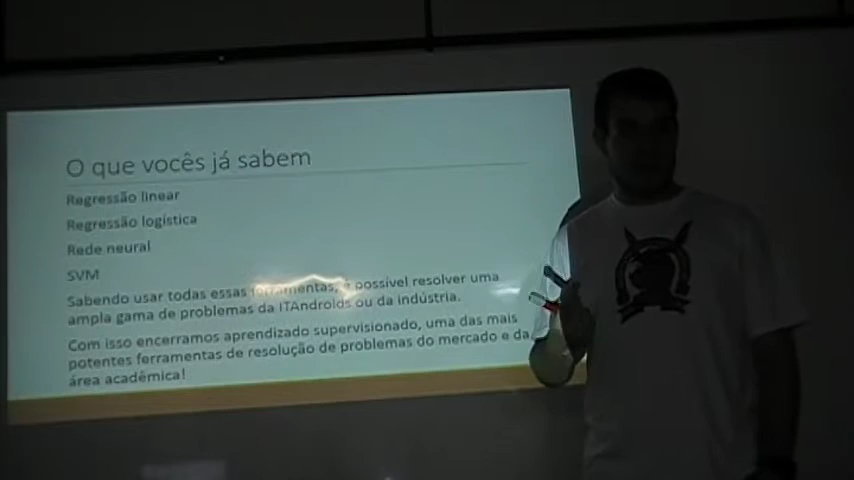 O que vocês já sabem
Regressão linear
Regressão logística
Rede neural
SVM
Sabendo usar todas essas ferramentas, é possível resolver uma
ampla gama de problemas da ITAndroids ou da indústria.
Com isso encerramos aprendizado supervisionado, uma das mais
potentes ferramentas de resolução de problemas do mercado e da
área acadêmica!